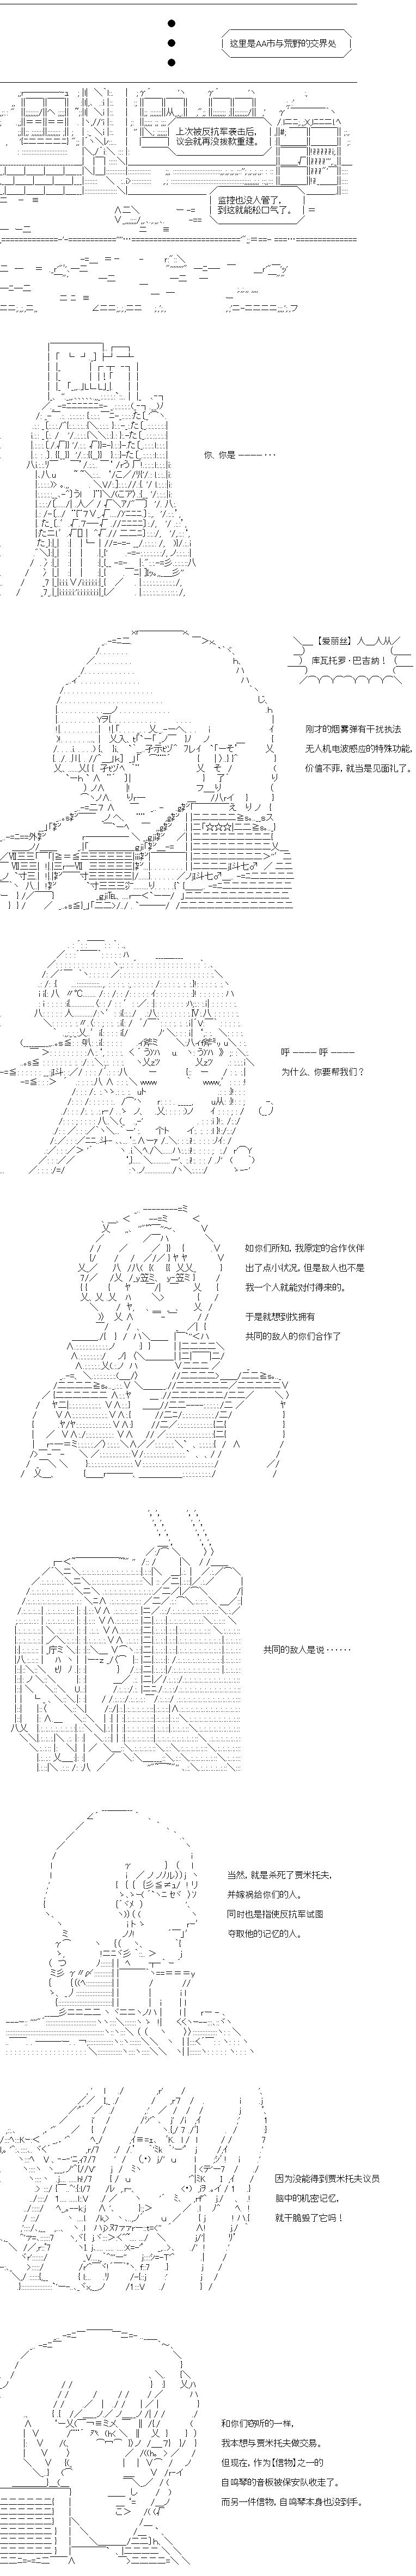 这里是AA市与荒野的交界处
上次被反抗军袭击后，
议会就没再拨款重建。
监控也没人管了，
到这就能松口气了。
你、你是 －－－－ ・・・
【爱丽丝】人＿人从／
库瓦托罗・巴吉纳！
刚才的烟雾弹有干扰执法
无人机电波感应的特殊功能，
价值不菲，就当是见面礼了。
呼 －－－－ 呼 －－－－
为什么、你要帮我们？
如你们所知，我原定的合作伙伴
出了点小状况，但是敌人也不是
我一个人就能对付得来的。
于是就想到找拥有
共同的敌人的你们合作了
共同的敌人是说・・・・・・
当然，就是杀死了贾米托夫，
并嫁祸给你们的人。
同时也是指使反抗军试图
夺取他的记忆的人。
因为没能得到贾米托夫议员
脑中的机密记忆，
就干脆毁了它吗！
和你们窃听的一样，
我本想与贾米托夫做交易。
但现在，作为【信物】之一的
自鸣琴的音板被保安队收走了。
而另一件信物，自鸣琴本身也没到手。